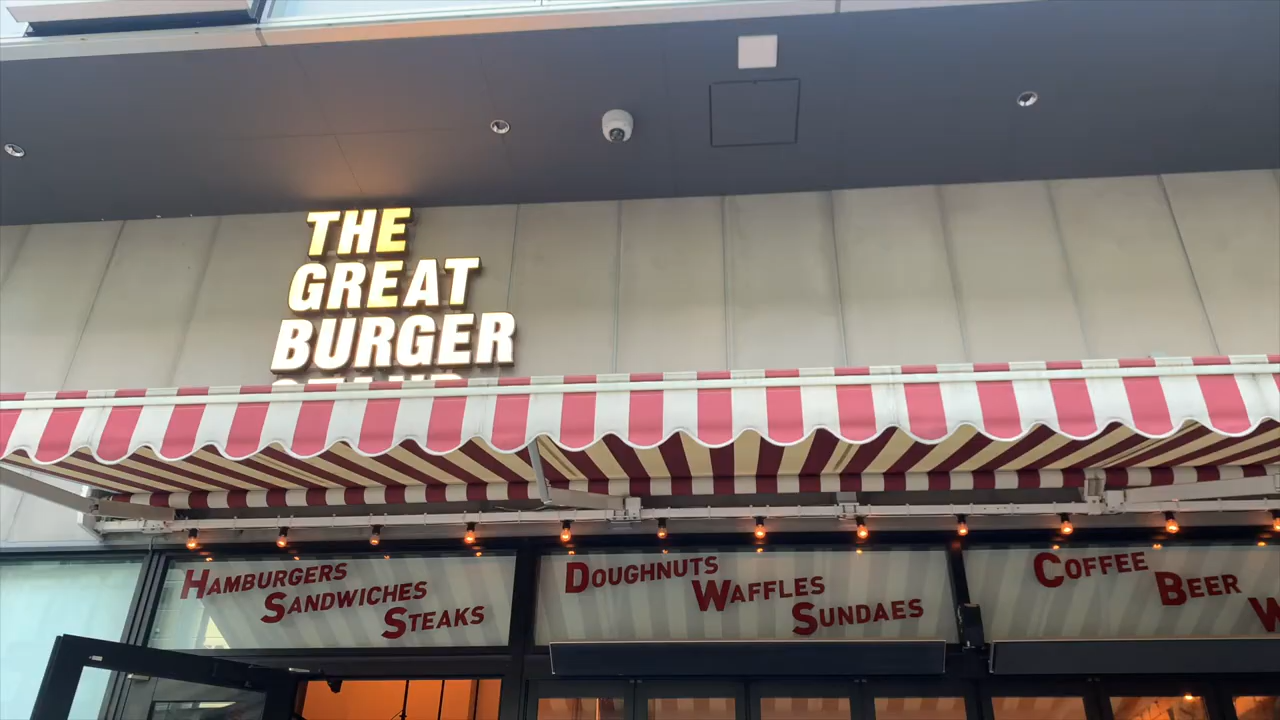 THE
GREAT
BURGER
HAMBURGERS
SANDWICHES
STEAKS
DOUGHNUTS
WAFFLES
SUNDAES
COFFEE
BEER